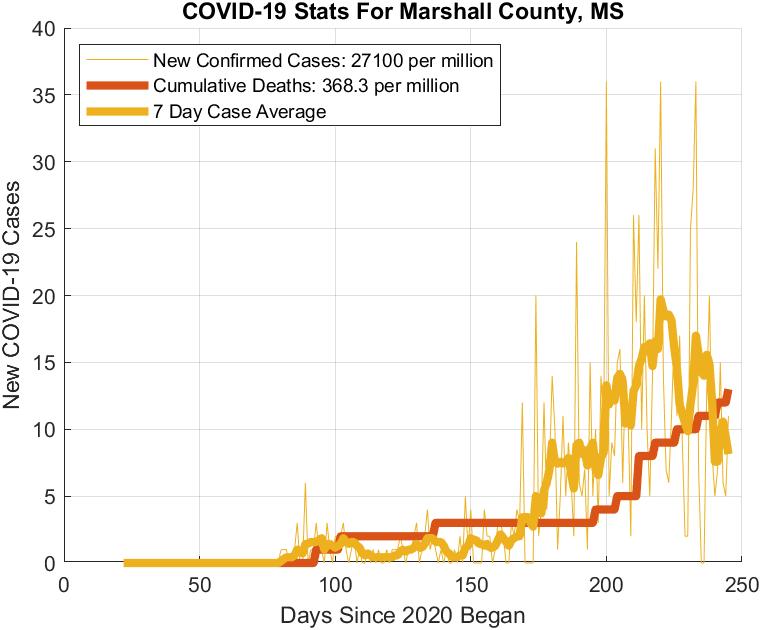 COVID-19 Stats For Marshall County, MS
New Confirmed Cases: 27100 per million
Cumulative Deaths: 368.3 per million
7 Day Case Average
New COVID-19 Cases
40
35
30
25
20
15
10
5
0
0 50 100 150 200 250
Days Since 2020 Began